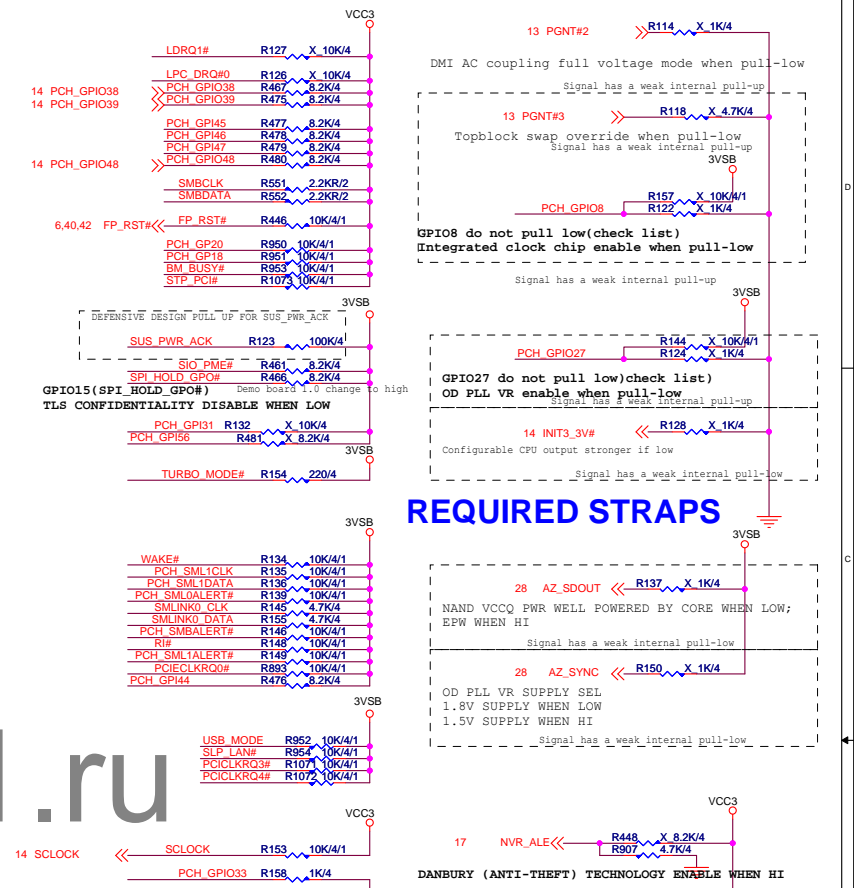 VCC3
LDRQ1# R127 X_10K/4
LPC_DRQ#0 R126 X_10K/4
14 PCH_GPIO38 PCH_GPIO38 R467 8.2K/4
14 PCH_GPIO39 PCH_GPIO39 R475 8.2K/4
PCH_GPI45 R477 8.2K/4
PCH_GPI46 R478 8.2K/4
PCH_GPI47 R479 8.2K/4
14 PCH_GPIO48 PCH_GPIO48 R480 8.2K/4
SMBCLK R551 2.2KR/2
SMBDATA R552 2.2KR/2
6,40,42 FP_RST# FP_RST# R446 10K/4/1
PCH_GP20 R950 10K/4/1
PCH_GP18 R951 10K/4/1
BM_BUSY# R953 10K/4/1
STP_PCI# R1073 10K/4/1
3VSB
DEFENSIVE DESIGN PULL UP FOR SUS_PWR_ACK
SUS_PWR_ACK R123 100K/4
SIO_PME# R461 8.2K/4
SPI_HOLD_GPO# R466 8.2K/4
GPIO15(SPI_HOLD_GPO#) Demo board 1.0 change to high
TLS CONFIDENTIALITY DISABLE WHEN LOW
PCH_GPI31 R132 X_10K/4
PCH_GPI56 R481 X_8.2K/4
3VSB
TURBO_MODE# R154 220/4
3VSB
WAKE# R134 10K/4/1
PCH_SML1CLK R135 10K/4/1
PCH_SML1DATA R136 10K/4/1
PCH_SML0ALERT# R139 10K/4/1
SMLINK0_CLK R145 4.7K/4
SMLINK0_DATA R155 4.7K/4
PCH_SMBALERT# R146 10K/4/1
RI# R148 10K/4/1
PCH_SML1ALERT# R149 10K/4/1
PCIECLKRQ0# R893 10K/4/1
PCH_GPI44 R476 8.2K/4
3VSB
USB_MODE R952 10K/4/1
SLP_LAN# R954 10K/4/1
PCICLKRQ3# R1071 10K/4/1
PCICLKRQ4# R1072 10K/4/1
.ru
VCC3
14 SCLOCK SCLOCK R153 10K/4/1
PCH_GPIO33 R158 1K/4
13 PGNT#2 R114 X_1K/4
DMI AC coupling full voltage mode when pull-low
Signal has a weak internal pull-up
13 PGNT#3 R118 X_4.7K/4
Topblock swap override when pull-low
Signal has a weak internal pull-up
3VSB
R157 X_10K/4/1
PCH_GPIO8 R122 X_1K/4
GPIO8 do not pull low(check list)
Integrated clock chip enable when pull-low
Signal has a weak internal pull-up
3VSB
R144 X_10K/4/1
PCH_GPIO27 R124 X_1K/4
GPIO27 do not pull low)check list)
OD PLL VR enable when pull-low
Signal has a weak internal pull-up
14 INIT3_3V# R128 X_1K/4
Configurable CPU output stronger if low
Signal has a weak internal pull-low
REQUIRED STRAPS
3VSB
28 AZ_SDOUT R137 X_1K/4
NAND VCCQ PWR WELL POWERED BY CORE WHEN LOW;
EPW WHEN HI
Signal has a weak internal pull-low
28 AZ_SYNC R150 X_1K/4
OD PLL VR SUPPLY SEL
1.8V SUPPLY WHEN LOW
1.5V SUPPLY WHEN HI
Signal has a weak internal pull-low
VCC3
17 NVR_ALE R448 X_8.2K/4
R907 4.7K/4
DANBURY (ANTI-THEFT) TECHNOLOGY ENABLE WHEN HI
D
C